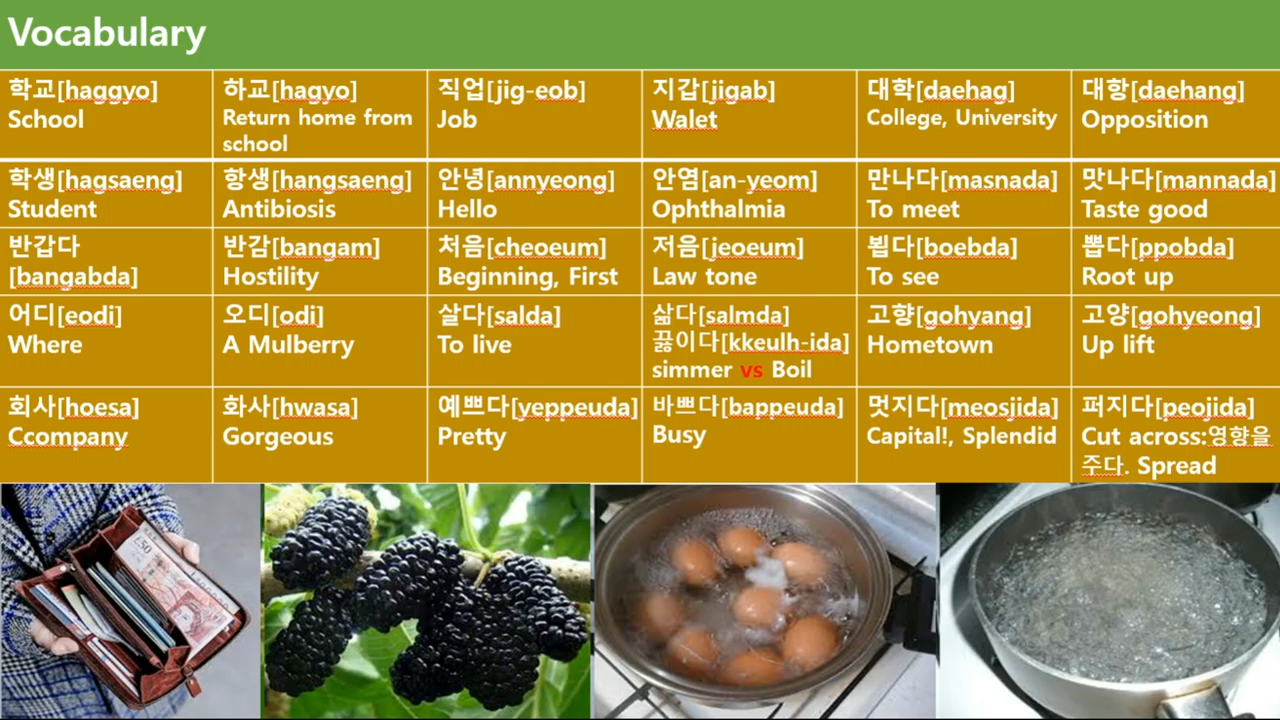 Vocabulary
학교[haggyo]
School
하교[hagyo]
Return home from
school
직업[jig-eob]
Job
지갑[jigab]
Walet
대학[daehag]
College, University
대항[daehang]
Opposition
학생[hagsaeng]
Student
항생[hangsaeng]
Antibiosis
안녕[annyeong]
Hello
안염[an-yeom]
Ophthalmia
만나다[masnada]
To meet
맛나다[mannada]
Taste good
반갑다
[bangabda]
반감[bangam]
Hostility
처음[cheoeum]
Beginning, First
저음[jeoeum]
Law tone
뵙다[boebda]
To see
뽑다[ppobda]
Root up
어디[eodi]
Where
오디[odi]
A Mulberry
살다[salda]
To live
삶다[salmda]
끓이다[kkeulh-ida]
simmer vs Boil
고향[gohyang]
Hometown
고양[gohyeong]
Up lift
회사[hoesa]
Ccompany
화사[hwasa]
Gorgeous
예쁘다[yeppeuda]
Pretty
바쁘다[bappeuda]
Busy
멋지다[meosjida]
Capital!, Splendid
퍼지다[peojida]
Cut across:영향을
주다. Spread
£50